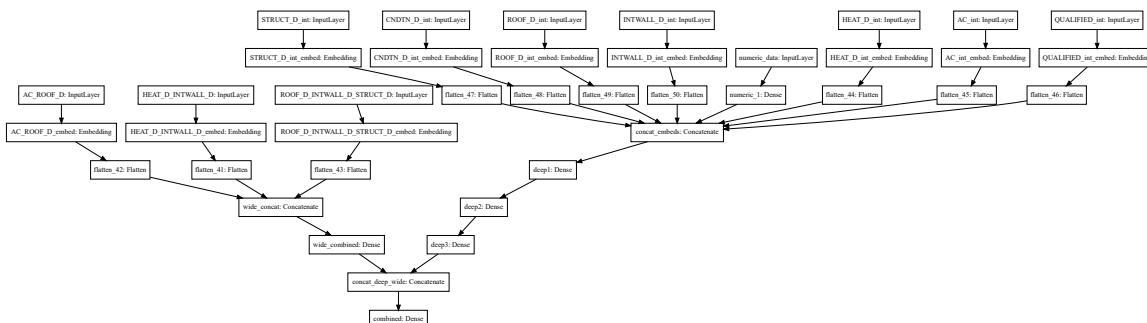 STRUCT_D_int: InputLayer
CNDTN_D_int: InputLayer
ROOF_D_int: InputLayer
INTWALL_D_int: InputLayer
HEAT_D_int: InputLayer
AC_int: InputLayer
QUALIFIED_int: InputLayer
STRUCT_D_int_embed: Embedding
CNDTN_D_int_embed: Embedding
ROOF_D_int_embed: Embedding
INTWALL_D_int_embed: Embedding
numeric_data: InputLayer
HEAT_D_int_embed: Embedding
AC_int_embed: Embedding
QUALIFIED_int_embed: Embedding
AC_ROOF_D: InputLayer
HEAT_D_INTWALL_D: InputLayer
ROOF_D_INTWALL_D_STRUCT_D: InputLayer
flatten_47: Flatten
flatten_48: Flatten
flatten_49: Flatten
flatten_50: Flatten
numeric_1: Dense
flatten_44: Flatten
flatten_45: Flatten
flatten_46: Flatten
AC_ROOF_D_embed: Embedding
HEAT_D_INTWALL_D_embed: Embedding
ROOF_D_INTWALL_D_STRUCT_D_embed: Embedding
concat_embeds: Concatenate
flatten_42: Flatten
flatten_41: Flatten
flatten_43: Flatten
deep1: Dense
wide_concat: Concatenate
deep2: Dense
wide_combined: Dense
deep3: Dense
concat_deep_wide: Concatenate
combined: Dense